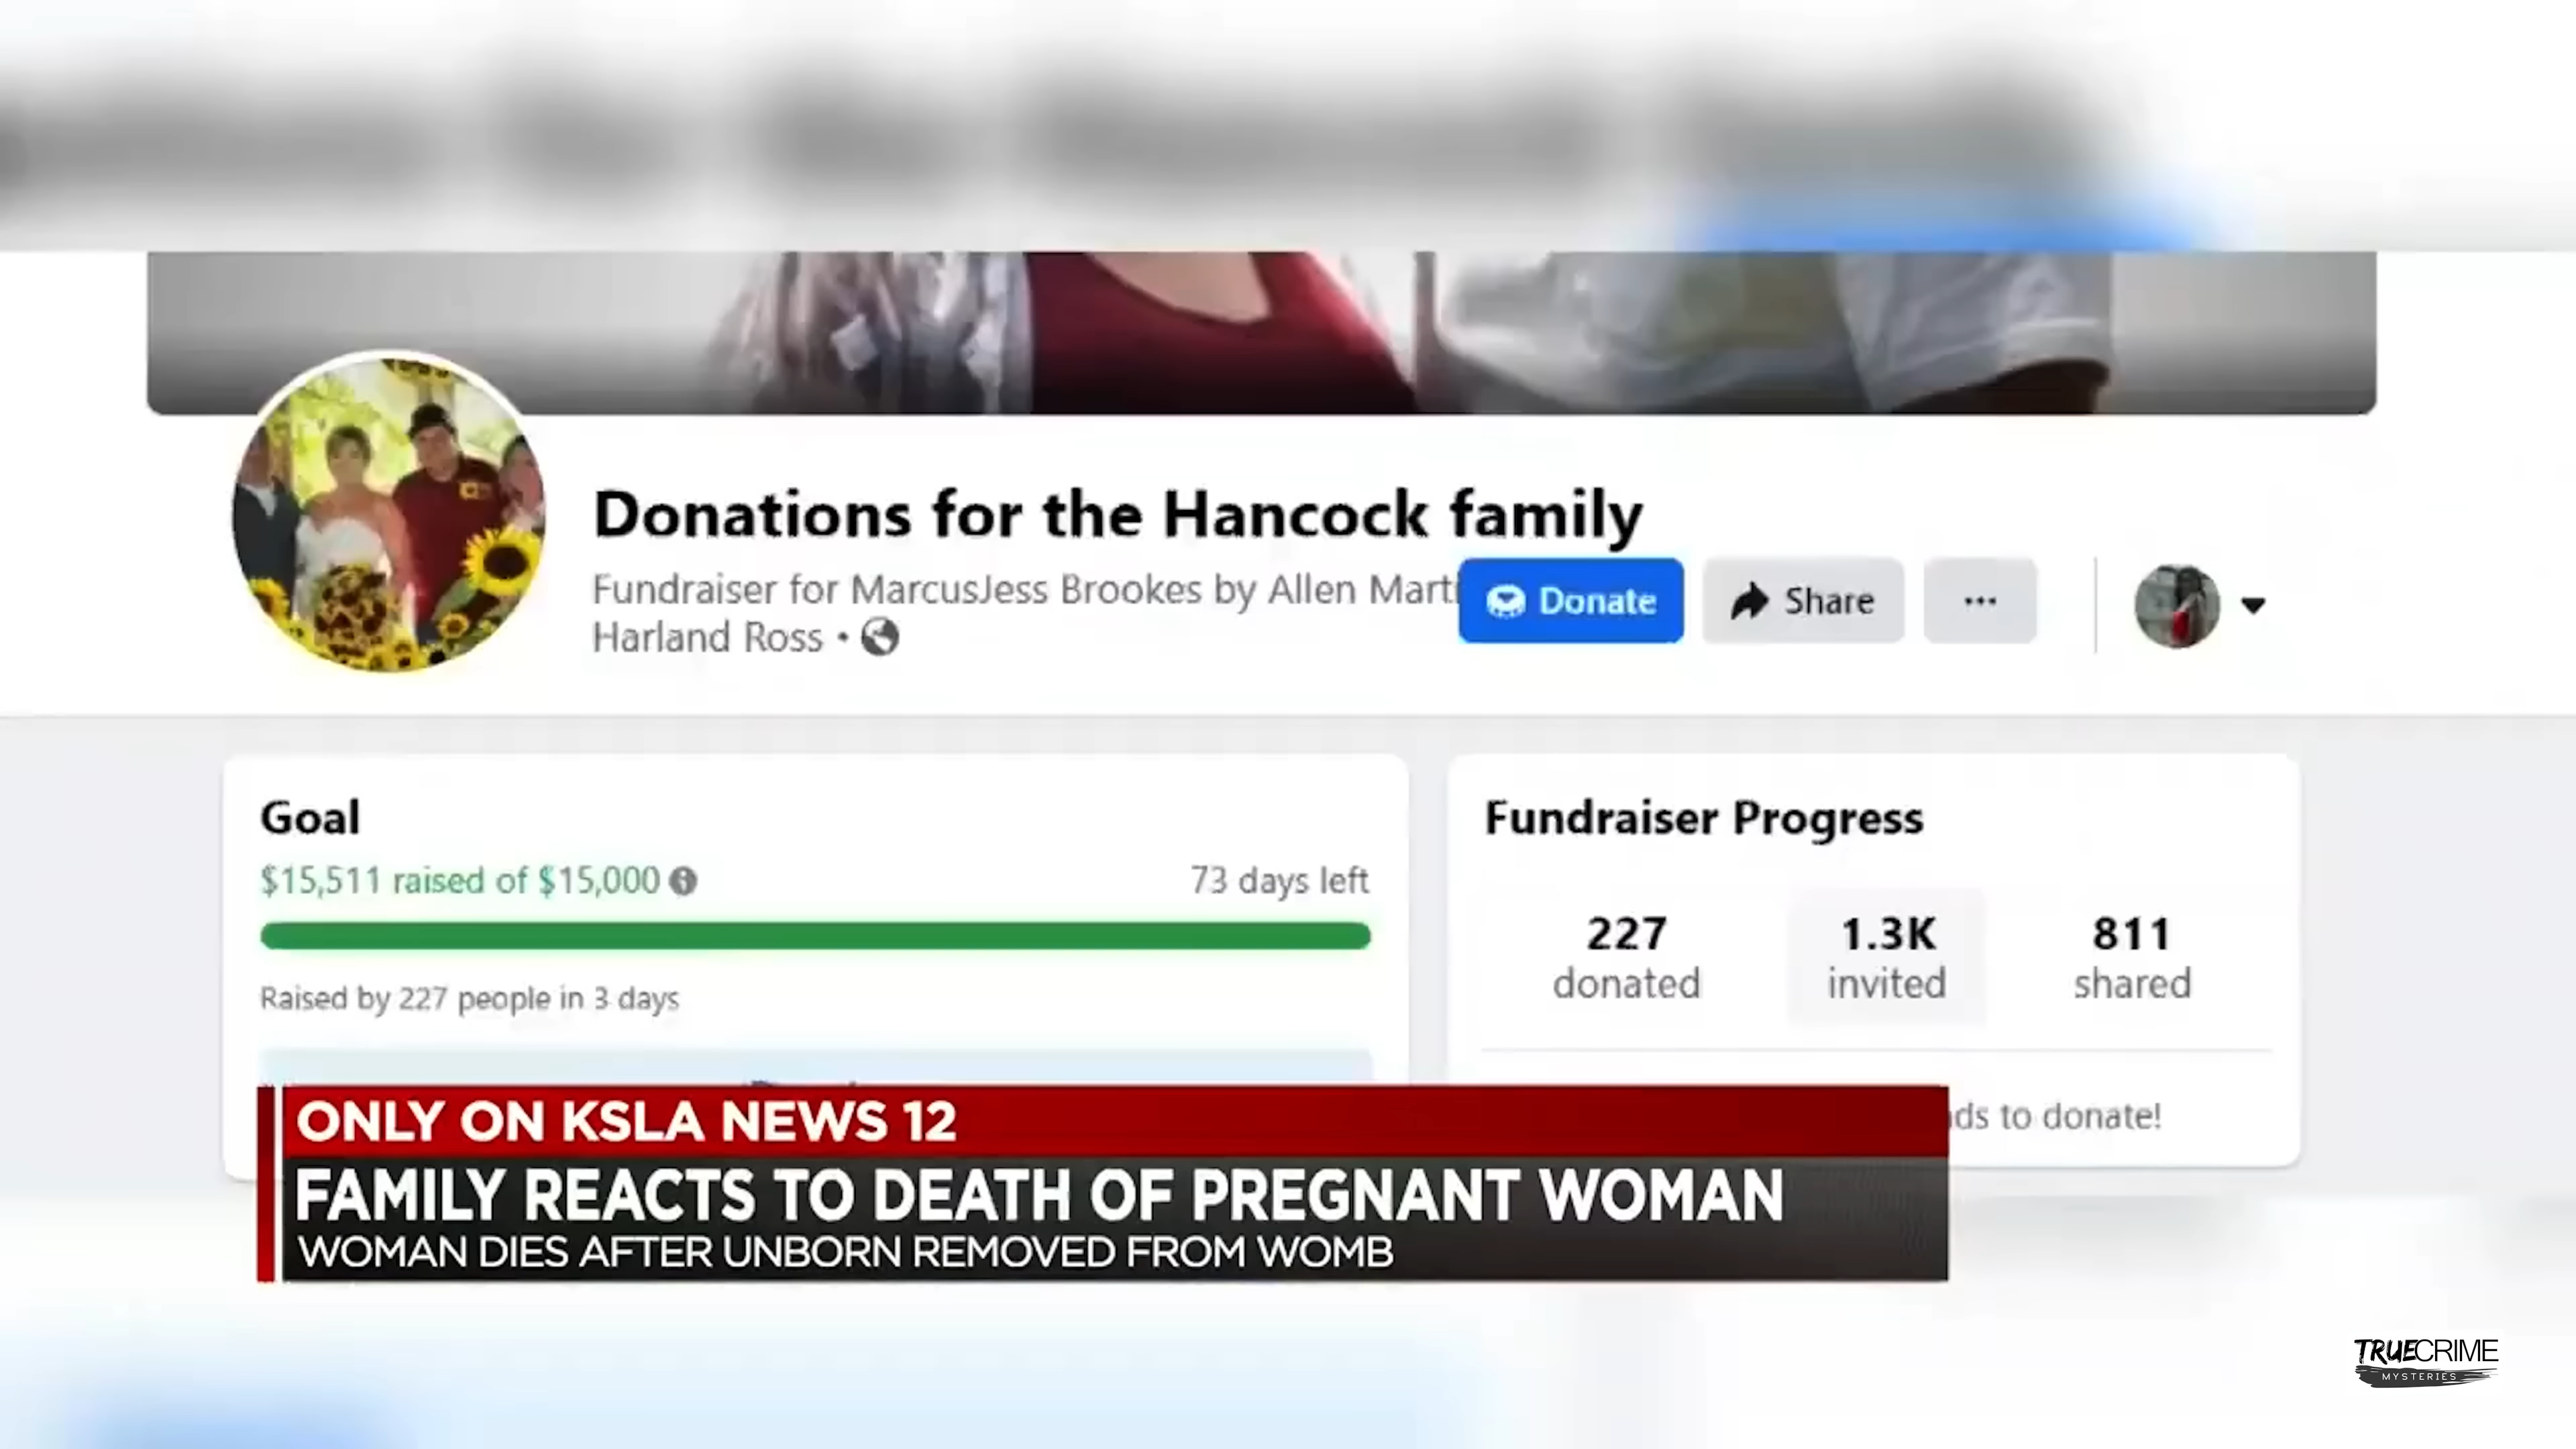 Donations for the Hancock family
Fundraiser for MarcusJess Brookes by Allen Marti
Harland Ross •
Donate
Share
Goal
$15,511 raised of $15,000
73 days left
Raised by 227 people in 3 days
Fundraiser Progress
227
donated
1.3K
invited
811
shared
ds to donate!
ONLY ON KSLA NEWS 12
FAMILY REACTS TO DEATH OF PREGNANT WOMAN
WOMAN DIES AFTER UNBORN REMOVED FROM WOMB
TRUECRIME
MYSTERIES